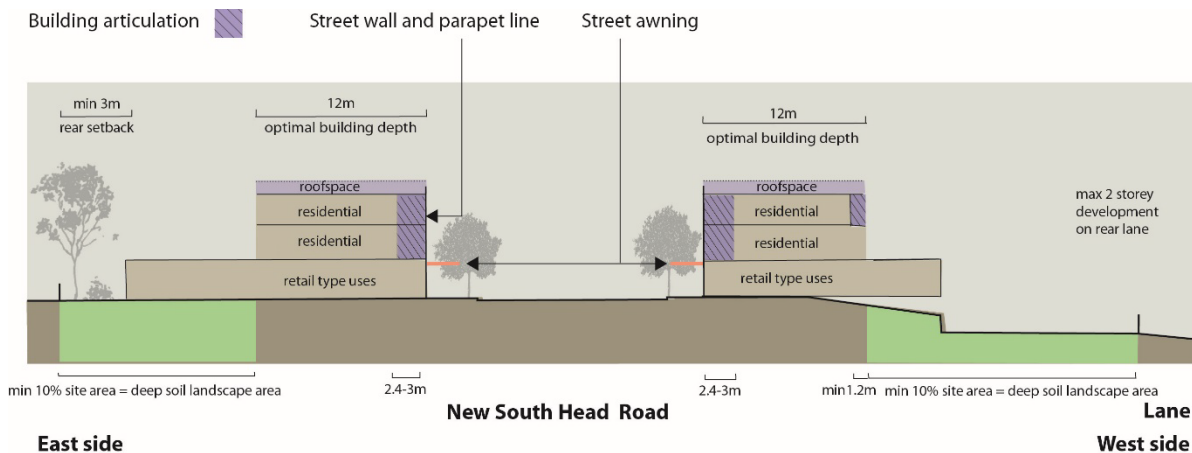 Building articulation
Street wall and parapet line
Street awning
min 3m
rear setback
12m
optimal building depth
12m
optimal building depth
roofspace
residential
residential
retail type uses
roofspace
residential
residential
retail type uses
max 2 storey
development
on rear lane
min 10% site area = deep soil landscape area
2.4-3m
2.4-3m
min1.2m
min 10% site area = deep soil landscape area
New South Head Road
Lane
East side
West side